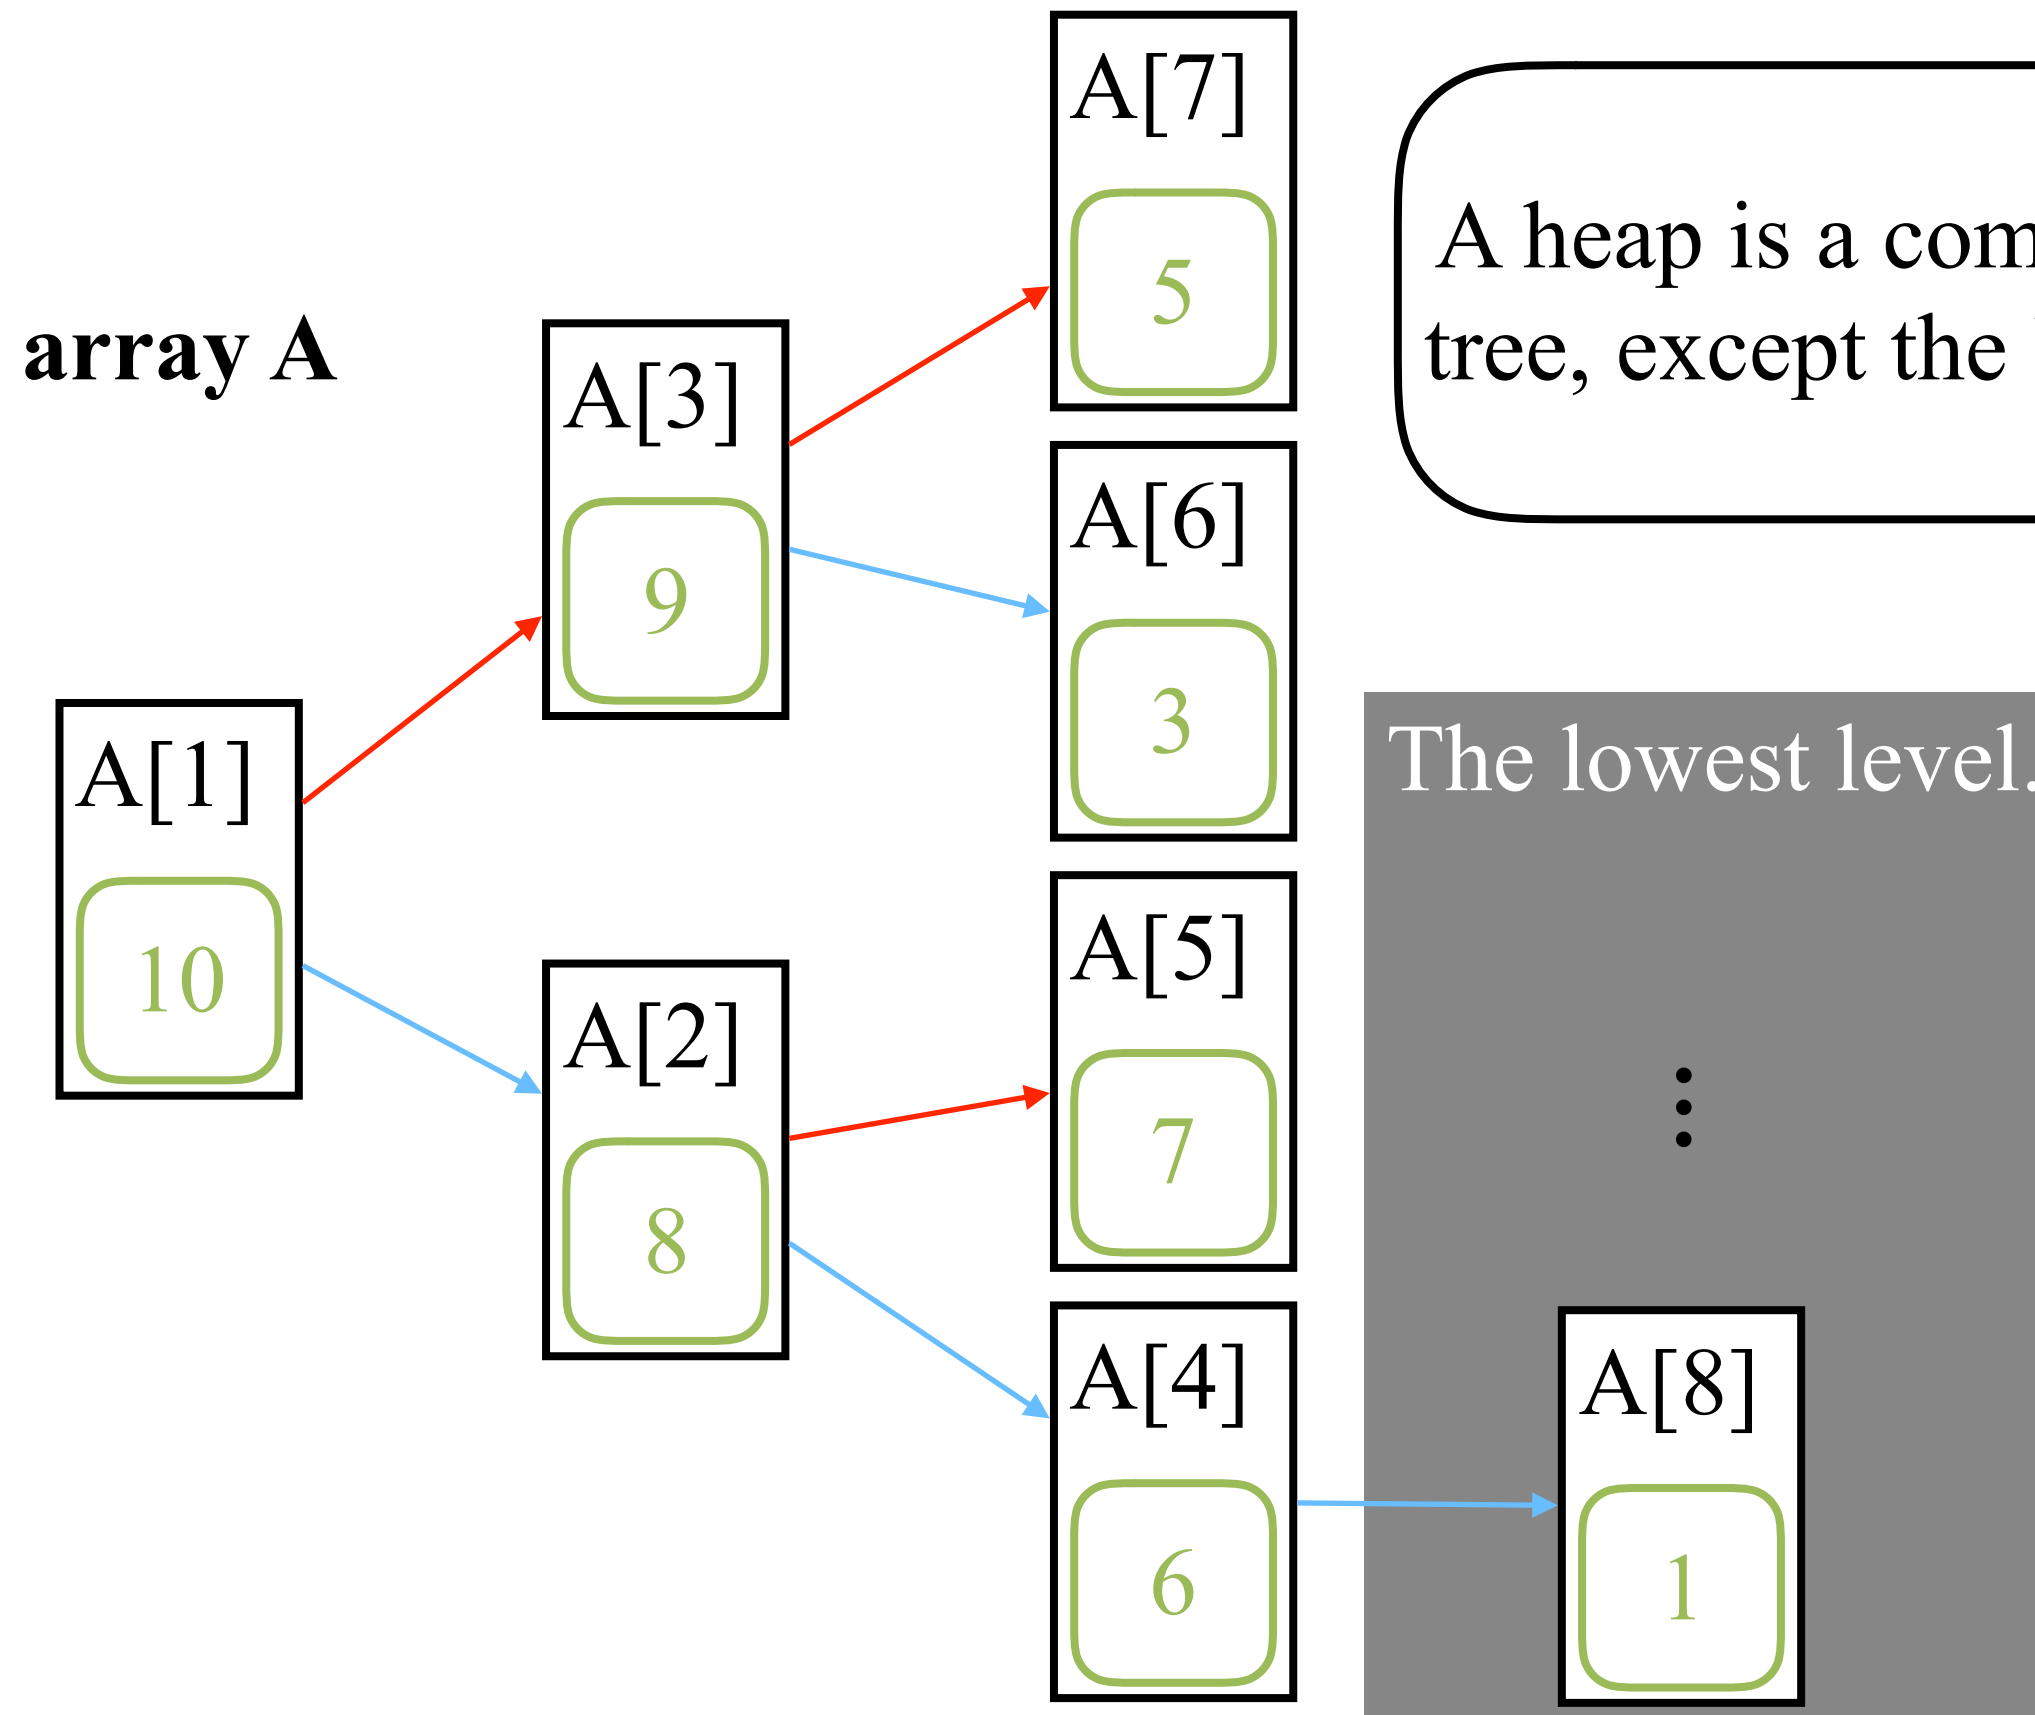 array A
A[1]
10
A[3]
9
A[2]
8
A[7]
5
A[6]
3
A[5]
7
A[4]
6
A heap is a com
tree, except the
The lowest level.
A[8]
1